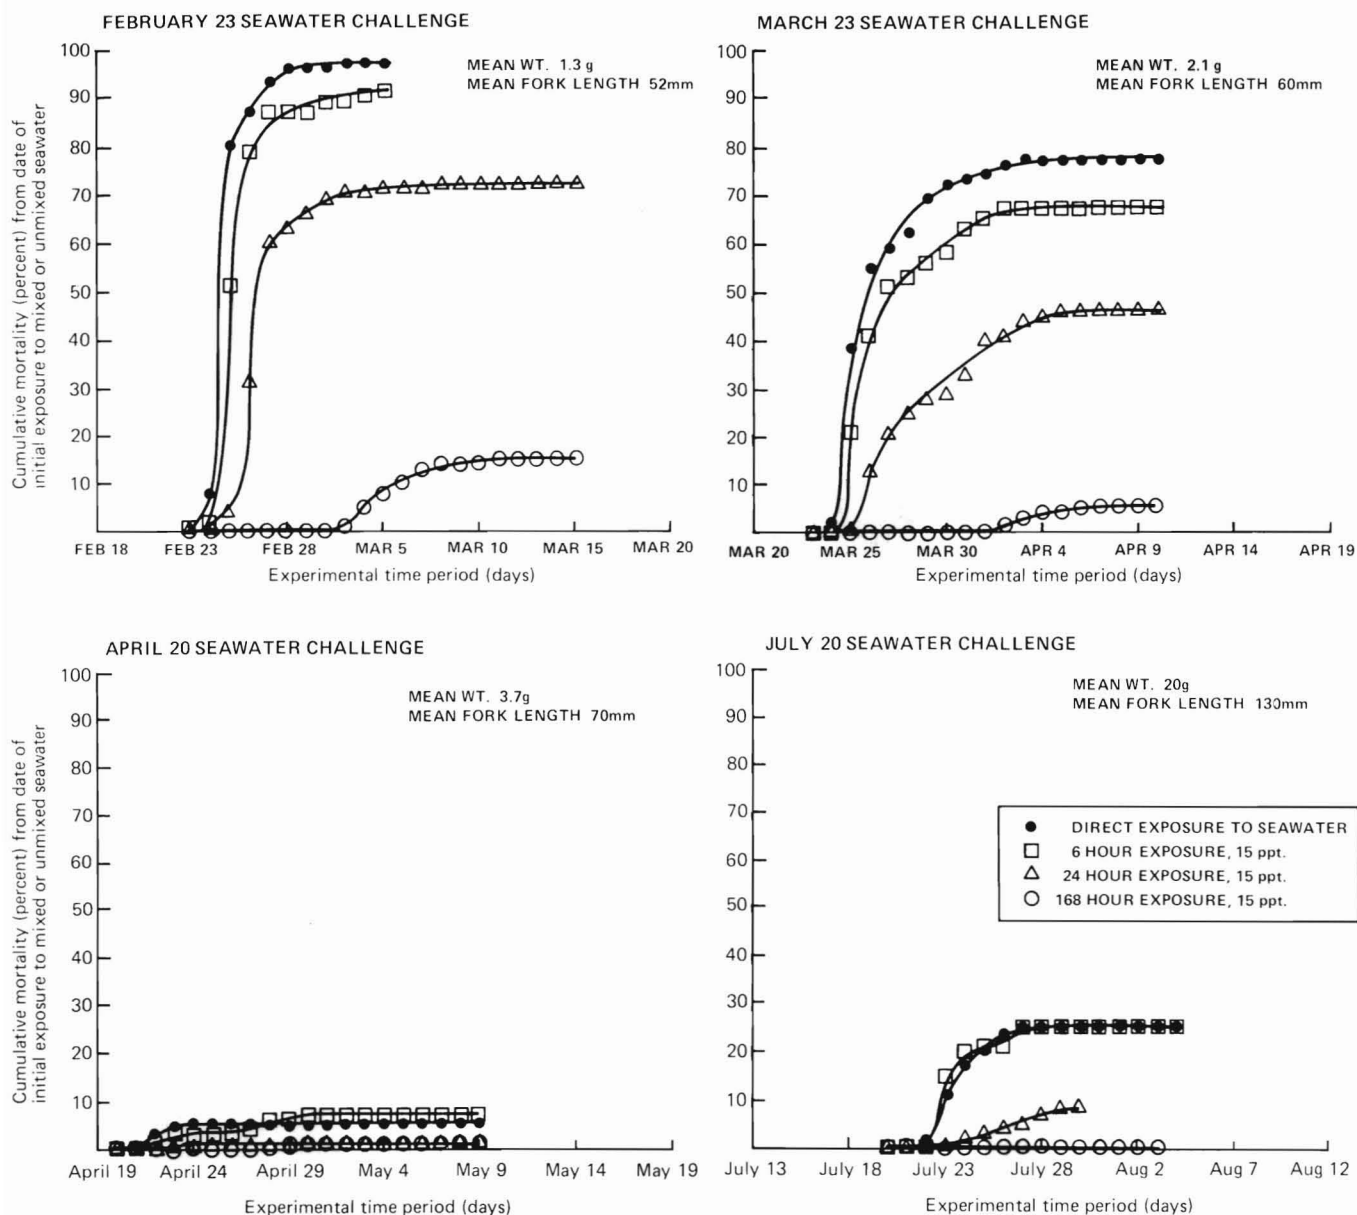 FEBRUARY 23 SEAWATER CHALLENGE
MEAN WT. 1.3 g
MEAN FORK LENGTH 52mm
Cumulative mortality (percent) from date of
initial exposure to mixed or unmixed seawater
100
90
80
70
60
50
40
30
20
10
FEB 18 FEB 23 FEB 28 MAR 5 MAR 10 MAR 15 MAR 20
Experimental time period (days)
MARCH 23 SEAWATER CHALLENGE
MEAN WT. 2.1 g
MEAN FORK LENGTH 60mm
100
90
80
70
60
50
40
30
20
10
MAR 20 MAR 25 MAR 30 APR 4 APR 9 APR 14 APR 19
Experimental time period (days)
APRIL 20 SEAWATER CHALLENGE
MEAN WT. 3.7g
MEAN FORK LENGTH 70mm
Cumulative mortality (percent) from date of
initial exposure to mixed or unmixed seawater
100
90
80
70
60
50
40
30
20
10
April 19 April 24 April 29 May 4 May 9 May 14 May 19
Experimental time period (days)
JULY 20 SEAWATER CHALLENGE
MEAN WT. 20g
MEAN FORK LENGTH 130mm
100
90
80
70
60
50
40
30
20
10
DIRECT EXPOSURE TO SEAWATER
6 HOUR EXPOSURE, 15 ppt.
24 HOUR EXPOSURE, 15 ppt.
168 HOUR EXPOSURE, 15 ppt.
July 13 July 18 July 23 July 28 Aug 2 Aug 7 Aug 12
Experimental time period (days)